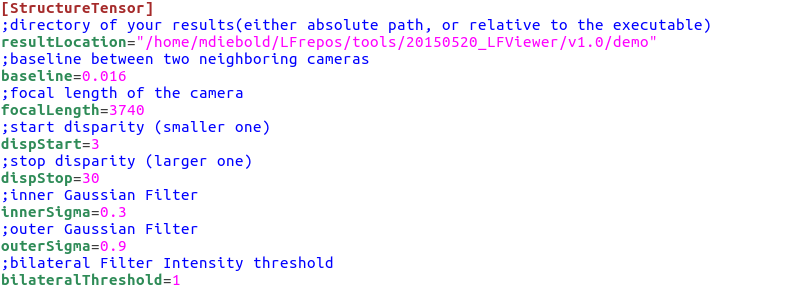 [StructureTensor]
;directory of your results(either absolute path, or relative to the executable)
resultLocation="/home/mdiebold/LFrepos/tools/20150520_LFViewer/v1.0/demo"
;baseline between two neighboring cameras
baseline=0.016
;focal length of the camera
focalLength=3740
;start disparity (smaller one)
dispStart=3
;stop disparity (larger one)
dispStop=30
;inner Gaussian Filter
innerSigma=0.3
;outer Gaussian Filter
outerSigma=0.9
;bilateral Filter Intensity threshold
bilateralThreshold=1